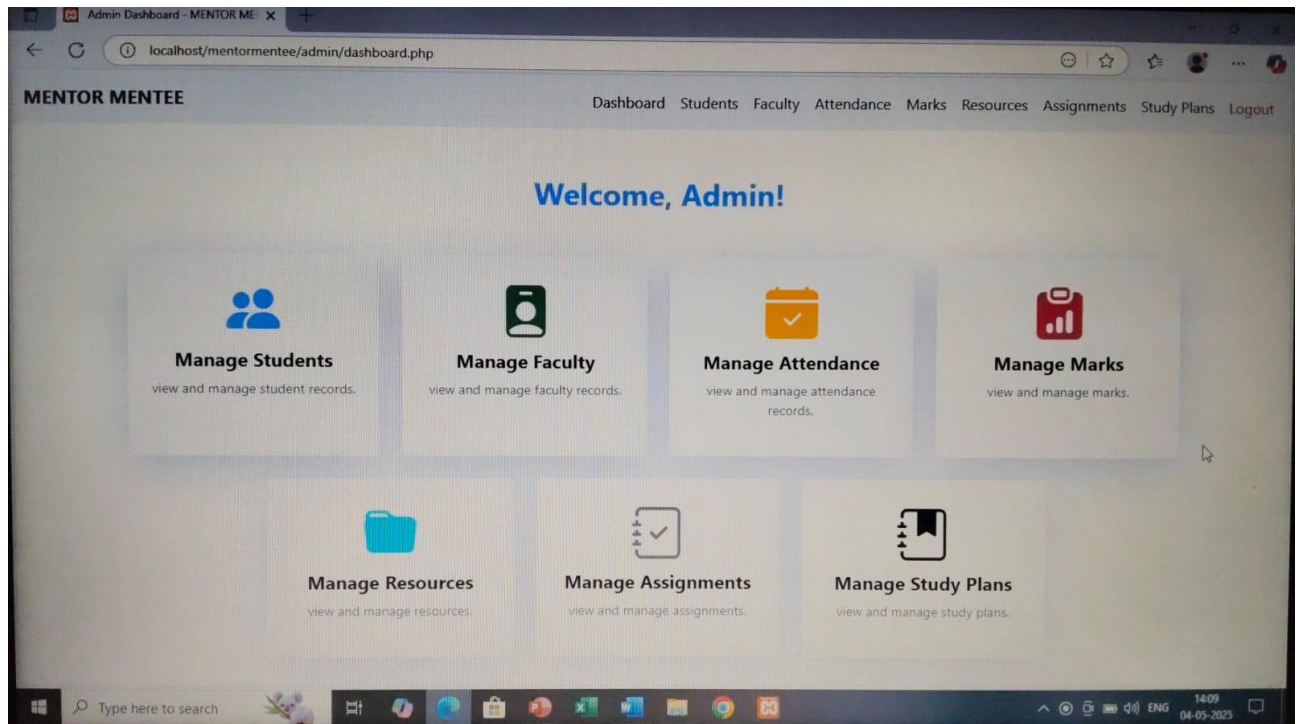 Admin Dashboard - MENTOR ME
localhost/mentormentee/admin/dashboard.php
MENTOR MENTEE
Dashboard Students Faculty Attendance Marks Resources Assignments Study Plans Logout
Welcome, Admin!
Manage Students
view and manage student records.
Manage Faculty
view and manage faculty records.
Manage Attendance
view and manage attendance
records.
Manage Marks
view and manage marks.
Manage Resources
view and manage resources.
Manage Assignments
view and manage assignments.
Manage Study Plans
view and manage study plans.
Type here to search
ENG
14:09
04-05-2025